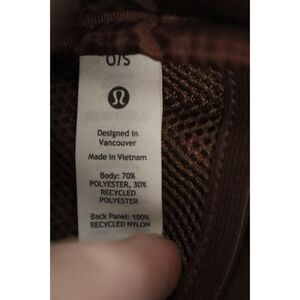 O/S
Designed in
Vancouver
Made in Vietnam
Body: 70%
POLYESTER, 30%
RECYCLED
POLYESTER
Back Panel: 100%
RECYCLED NYLON